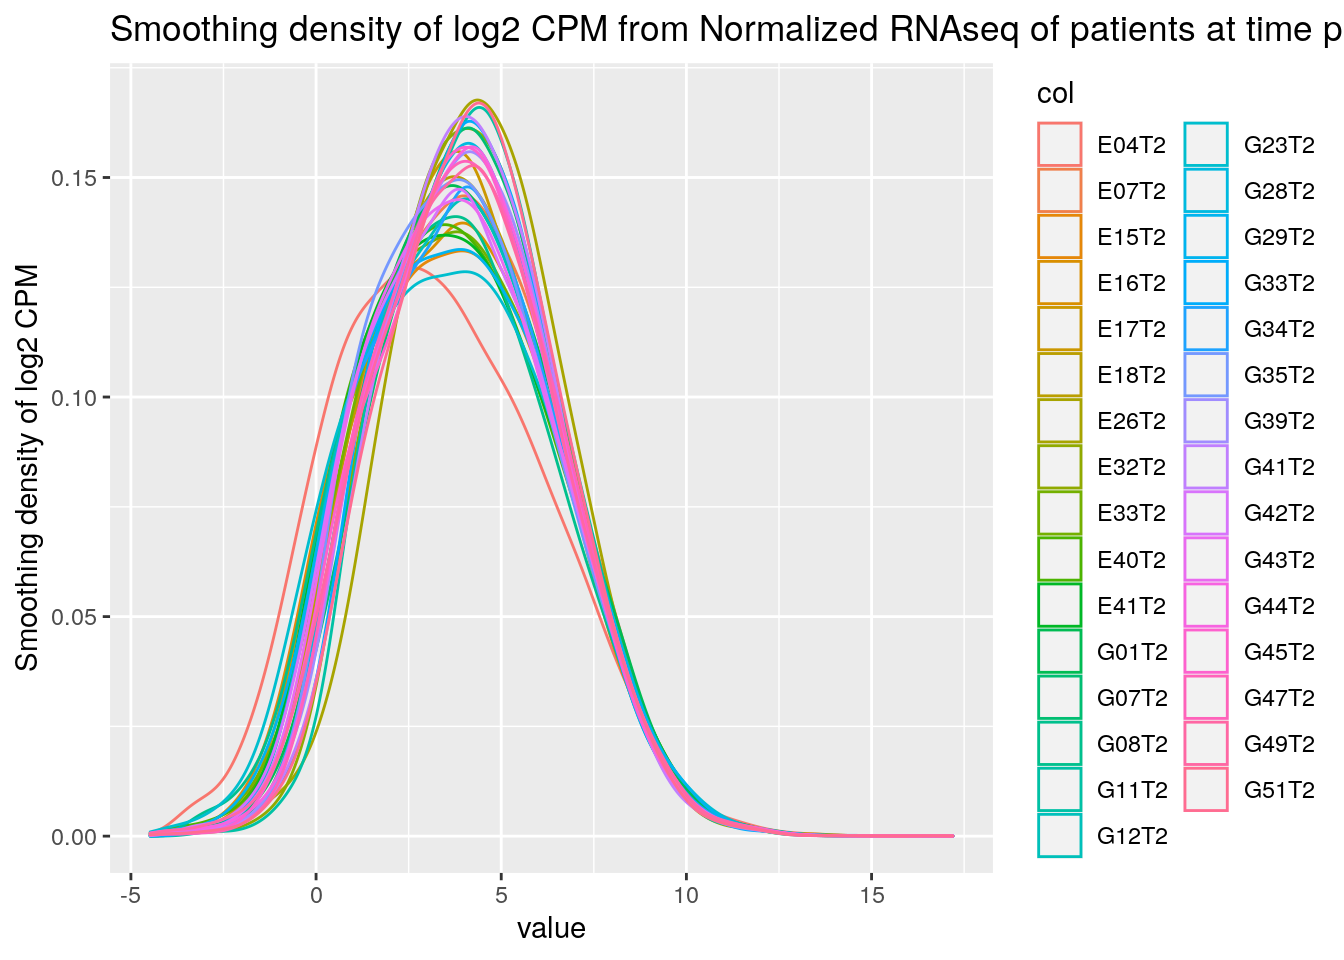 Smoothing density of log2 CPM from Normalized RNAseq of patients at time p
Smoothing density of log2 CPM
0.15
0.10
0.05
0.00
-5
0
5
10
15
value
col
E04T2
E07T2
E15T2
E16T2
E17T2
E18T2
E26T2
E32T2
E33T2
E40T2
E41T2
G01T2
G07T2
G08T2
G11T2
G12T2
G23T2
G28T2
G29T2
G33T2
G34T2
G35T2
G39T2
G41T2
G42T2
G43T2
G44T2
G45T2
G47T2
G49T2
G51T2